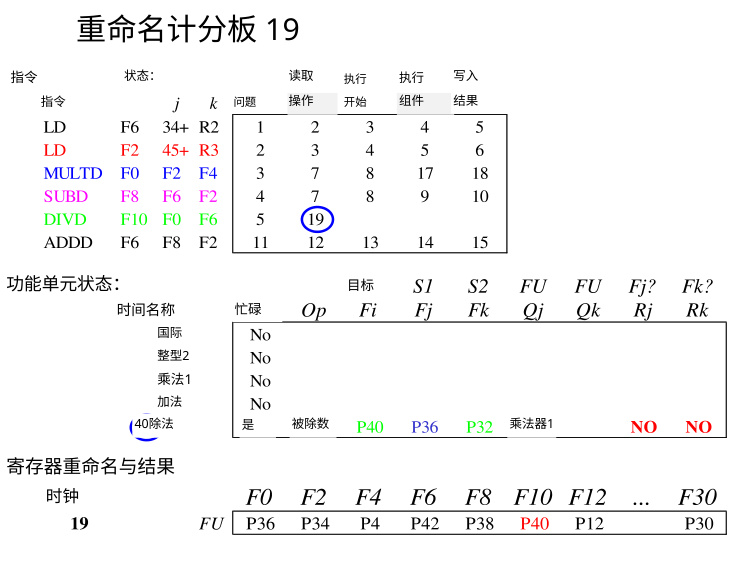 重命名计分板 19
指令 状态: 读取 执行 执行 写入
指令 j k 问题 操作 开始 组件 结果
LD F6 34+ R2 1 2 3 4 5
LD F2 45+ R3 2 3 4 5 6
MULTD F0 F2 F4 3 7 8 17 18
SUBD F8 F6 F2 4 7 8 9 10
DIVD F10 F0 F6 5 19
ADDD F6 F8 F2 11 12 13 14 15
功能单元状态: 目标 S1 S2 FU FU Fj? Fk?
时间名称 忙碌 Op Fi Fj Fk Qj Qk Rj Rk
国际 No
整型2 No
乘法1 No
加法 No
40除法 是 被除数 P40 P36 P32 乘法器1 NO NO
寄存器重命名与结果
时钟 F0 F2 F4 F6 F8 F10 F12 ... F30
19 FU P36 P34 P4 P42 P38 P40 P12 P30